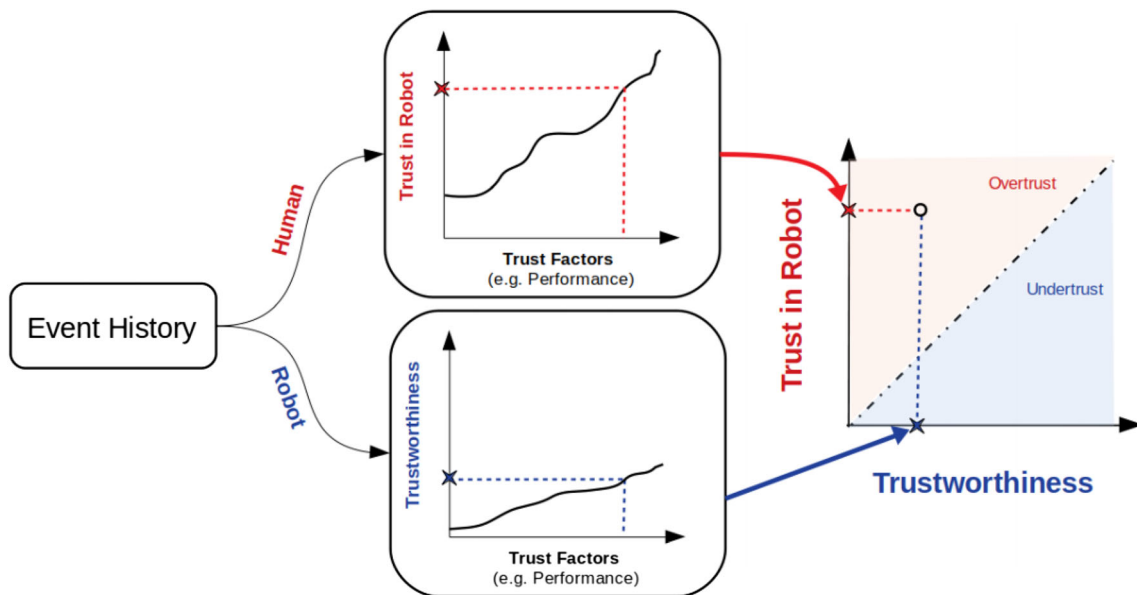 Event History
Human
Robot
Trust in Robot
Trust Factors
(e.g. Performance)
Trustworthiness
Trust Factors
(e.g. Performance)
Trust in Robot
Overtrust
Undertrust
Trustworthiness